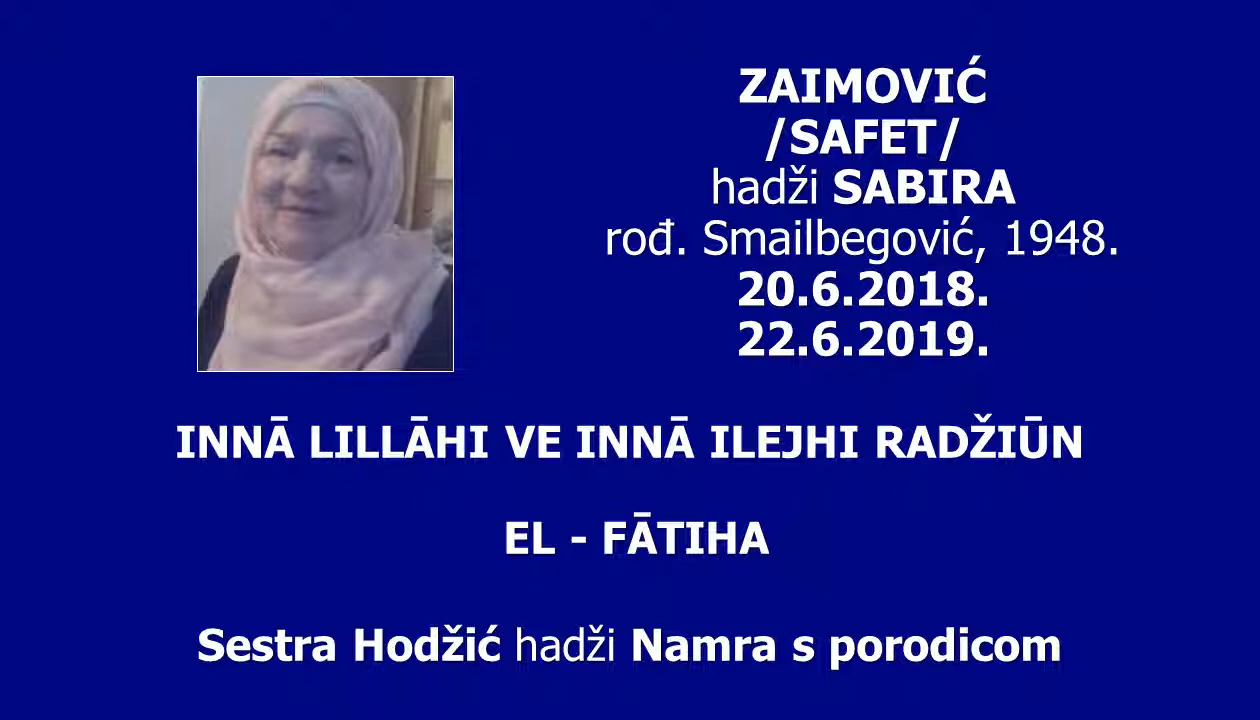 ZAIMOVIĆ
/SAFET/
hadži SABIRA
rođ. Smailbegović, 1948.
20.6.2018.
22.6.2019.
INNĀ LILLĀHI VE INNĀ ILEJHI RADŽIŪN
EL - FĀTIHA
Sestra Hodžić hadži Namra s porodicom